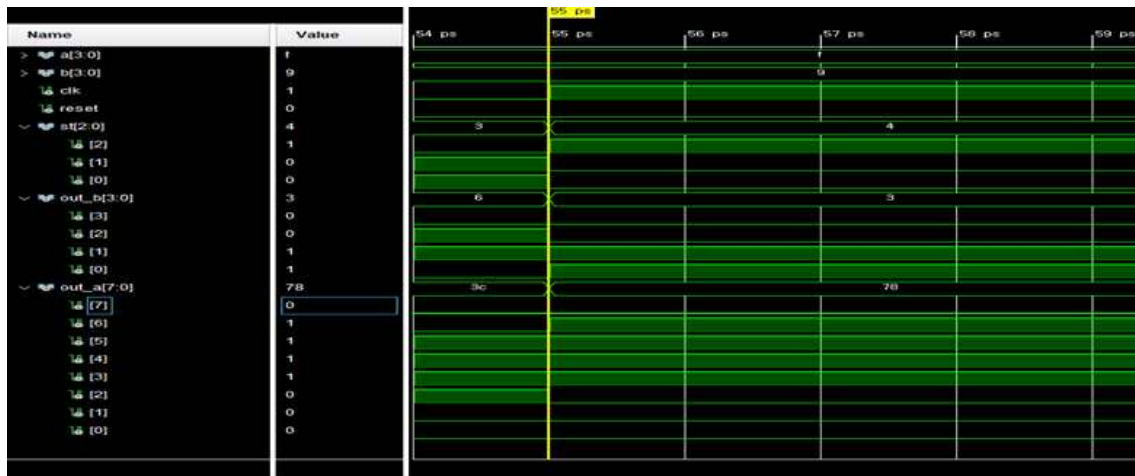 55 ps
Name Value 54 ps 55 ps 56 ps 57 ps 58 ps 59 ps
a[3:0] f f
b[3:0] 9 9
clk 1
reset 0
st[2:0] 4 3 4
[2] 1
[1] 0
[0] 0
out_b[3:0] 3 6 3
[3] 0
[2] 0
[1] 1
[0] 1
out_a[7:0] 78 3c 78
[7] 0
[6] 1
[5] 1
[4] 1
[3] 1
[2] 0
[1] 0
[0] 0